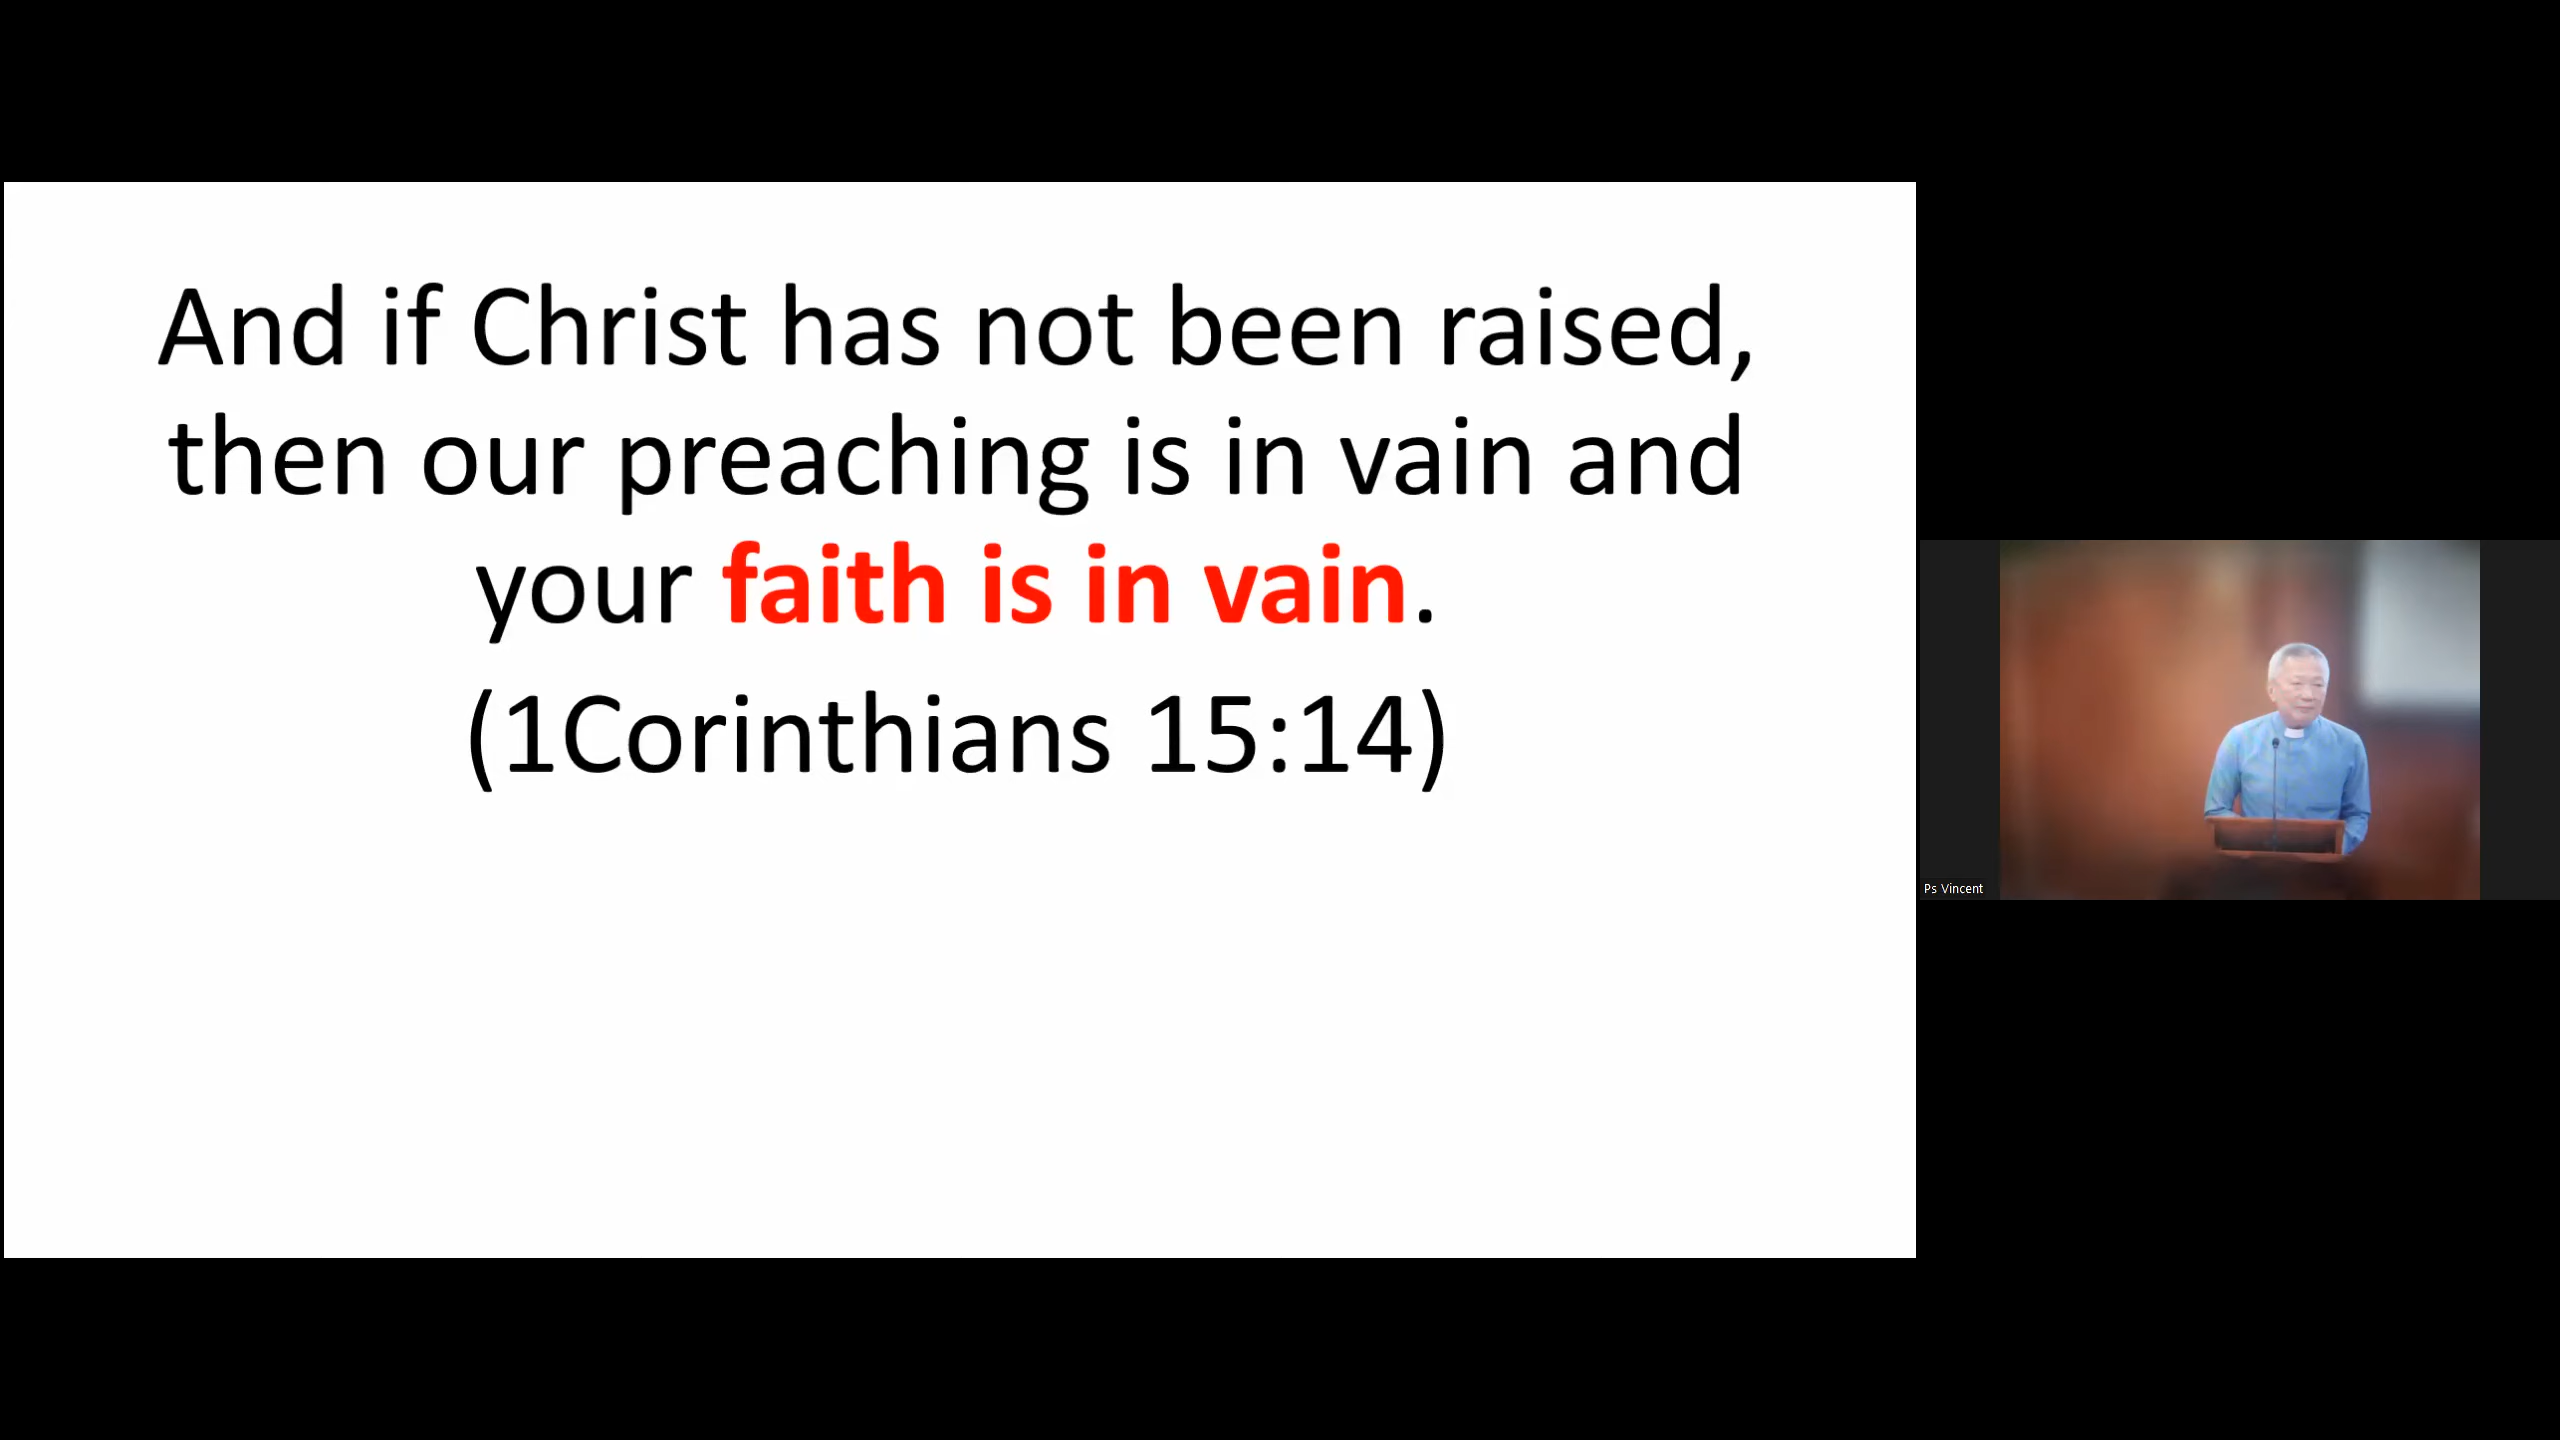 And if Christ has not been raised,
then our preaching is in vain and
your faith is in vain.
(1Corinthians 15:14)
Ps Vincent